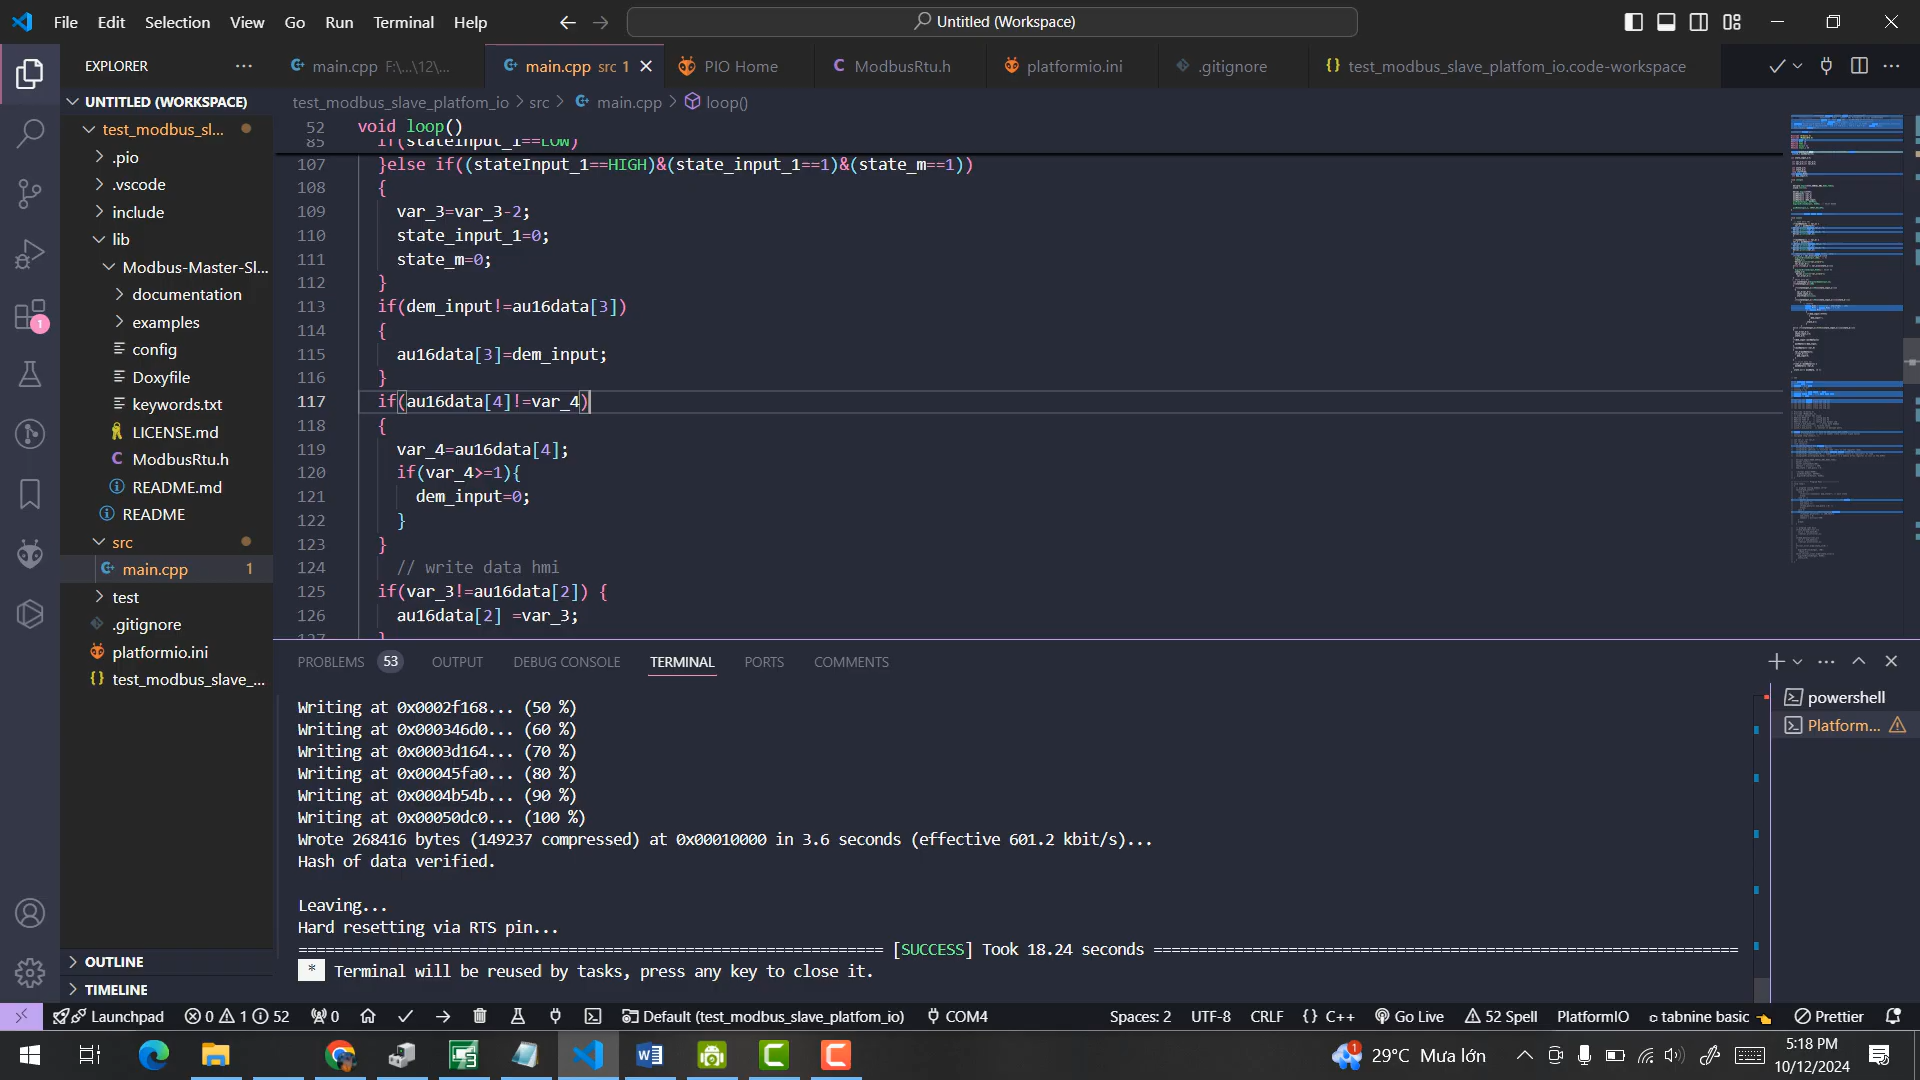 File Edit Selection View Go Run Terminal Help
Untitled (Workspace)
EXPLORER
main.cpp F:\...\12\...
main.cpp src 1
PIO Home
ModbusRtu.h
platformio.ini
.gitignore
test_modbus_slave_platfom_io.code-workspace
UNTITLED (WORKSPACE)
test_modbus_sl...
.pio
.vscode
include
lib
Modbus-Master-Sl...
documentation
examples
config
Doxyfile
keywords.txt
LICENSE.md
ModbusRtu.h
README.md
README
src
main.cpp 1
test
.gitignore
platformio.ini
test_modbus_slave_...
OUTLINE
TIMELINE
1
test_modbus_slave_platfom_io > src > main.cpp > loop()
52 void loop()
85 if(stateInput_1==LOW)
107 }else if((stateInput_1==HIGH)&(state_input_1==1)&(state_m==1))
108 {
109 var_3=var_3-2;
110 state_input_1=0;
111 state_m=0;
112 }
113 if(dem_input!=au16data[3])
114 {
115 au16data[3]=dem_input;
116 }
117 if(au16data[4]!=var_4)
118 {
119 var_4=au16data[4];
120 if(var_4>=1){
121 dem_input=0;
122 }
123 }
124 // write data hmi
125 if(var_3!=au16data[2]) {
126 au16data[2] =var_3;
127 }
PROBLEMS 53 OUTPUT DEBUG CONSOLE TERMINAL PORTS COMMENTS
Writing at 0x0002f168... (50 %)
Writing at 0x000346d0... (60 %)
Writing at 0x0003d164... (70 %)
Writing at 0x00045fa0... (80 %)
Writing at 0x0004b54b... (90 %)
Writing at 0x00050dc0... (100 %)
Wrote 268416 bytes (149237 compressed) at 0x00010000 in 3.6 seconds (effective 601.2 kbit/s)...
Hash of data verified.
Leaving...
Hard resetting via RTS pin...
================================================================= [SUCCESS] Took 18.24 seconds =================================================================
* Terminal will be reused by tasks, press any key to close it.
powershell
Platform...
Launchpad 0 1 52 0 Default (test_modbus_slave_platfom_io) COM4 Spaces: 2 UTF-8 CRLF {} C++ Go Live 52 Spell PlatformIO tabnine basic Prettier
1 29°C Mưa lớn
5:18 PM
10/12/2024